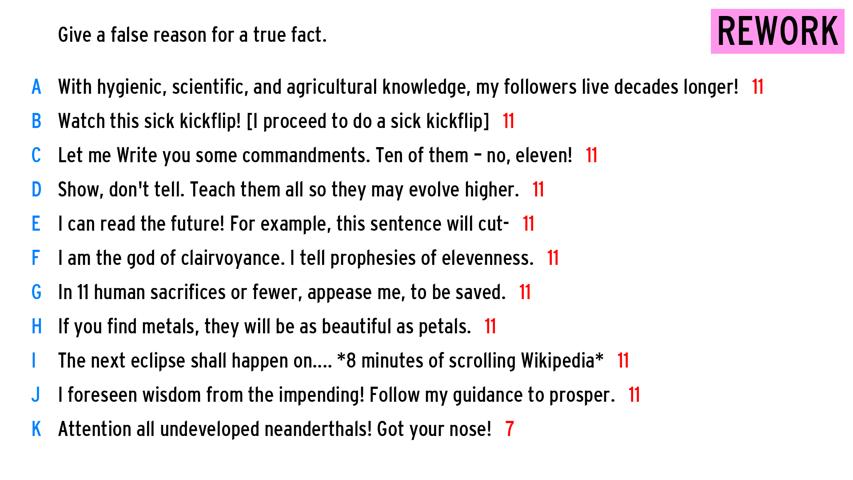 Give a false reason for a true fact.
REWORK
A With hygienic, scientific, and agricultural knowledge, my followers live decades longer! 11
B Watch this sick kickflip! [I proceed to do a sick kickflip] 11
C Let me Write you some commandments. Ten of them – no, eleven! 11
D Show, don't tell. Teach them all so they may evolve higher. 11
E I can read the future! For example, this sentence will cut- 11
F I am the god of clairvoyance. I tell prophesies of elevenness. 11
G In 11 human sacrifices or fewer, appease me, to be saved. 11
H If you find metals, they will be as beautiful as petals. 11
I The next eclipse shall happen on.... *8 minutes of scrolling Wikipedia* 11
J I foreseen wisdom from the impending! Follow my guidance to prosper. 11
K Attention all undeveloped neanderthals! Got your nose! 7